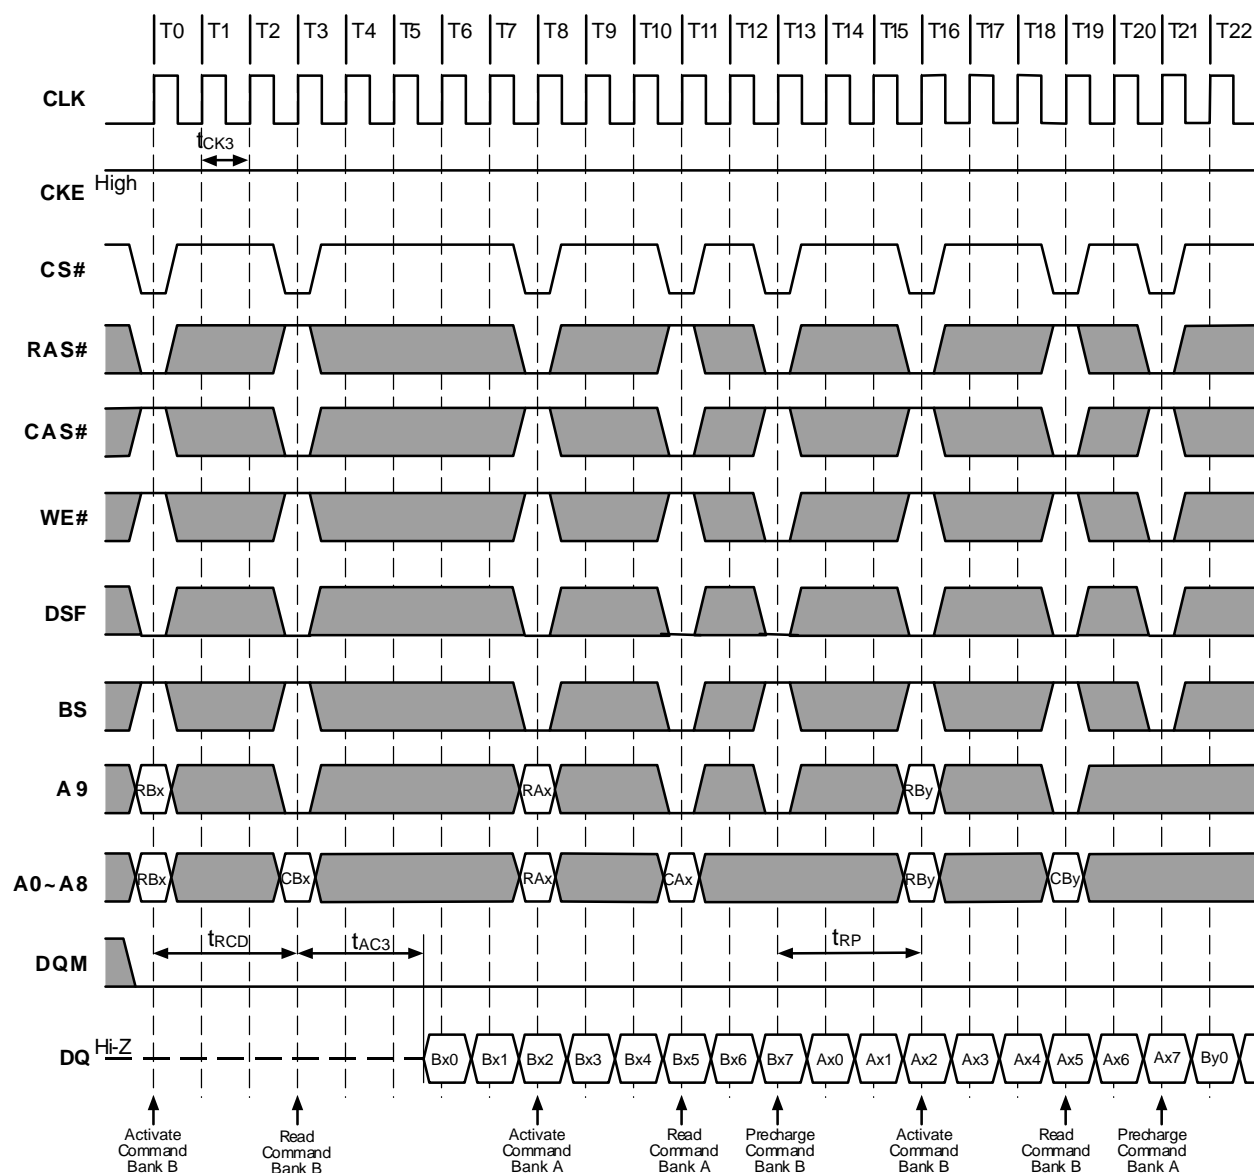 T0 T1 T2 T3 T4 T5 T6 T7 T8 T9 T10 T11 T12 T13 T14 T15 T16 T17 T18 T19 T20 T21 T22
CLK
tCK3
CKE High
CS#
RAS#
CAS#
WE#
DSF
BS
A9 RBx RAx RBy
A0~A8 RBx CBx RAx CAx RBy CBy
tRCD tAC3 tRP
DQM
DQ Hi-Z Bx0 Bx1 Bx2 Bx3 Bx4 Bx5 Bx6 Bx7 Ax0 Ax1 Ax2 Ax3 Ax4 Ax5 Ax6 Ax7 By0
Activate Read Activate Read Precharge Activate Read Precharge
Command Command Command Command Command Command Command Command
Bank B Bank B Bank A Bank A Bank B Bank B Bank B Bank A